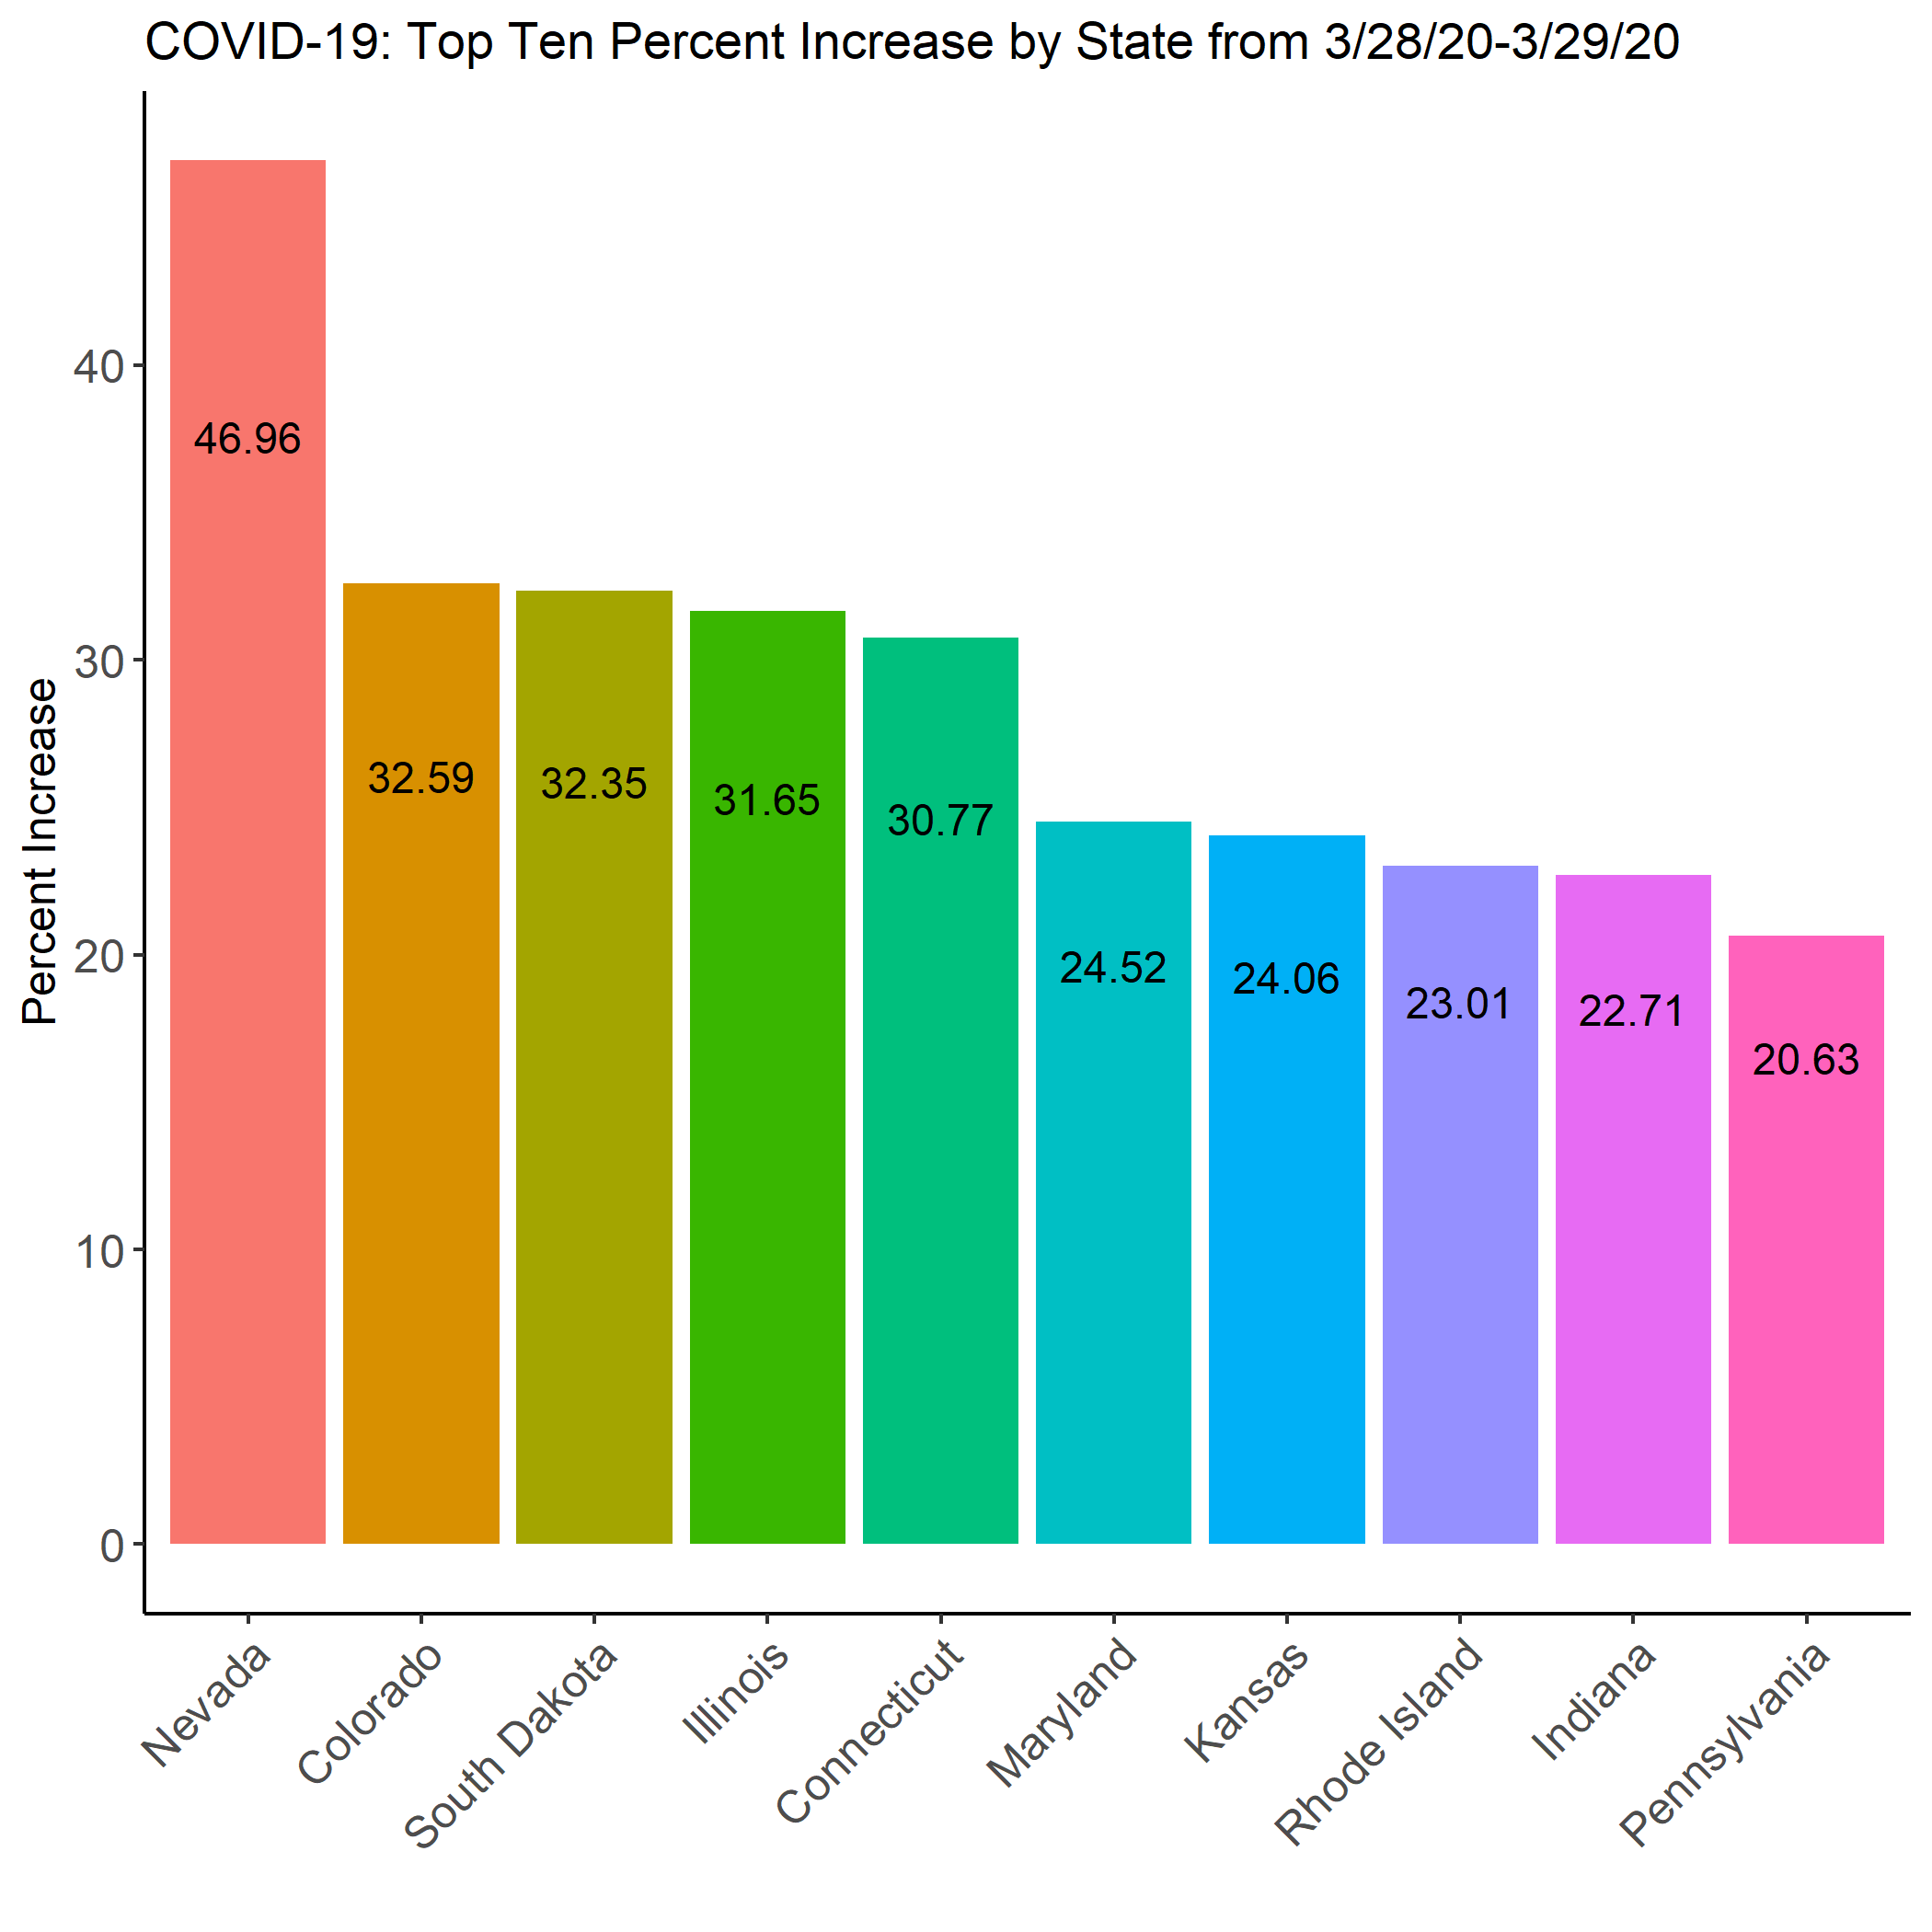 COVID-19: Top Ten Percent Increase by State from 3/28/20-3/29/20
Percent Increase
40
30
20
10
0
46.96
32.59
32.35
31.65
30.77
24.52
24.06
23.01
22.71
20.63
Nevada
Colorado
South Dakota
Illinois
Connecticut
Maryland
Kansas
Rhode Island
Indiana
Pennsylvania